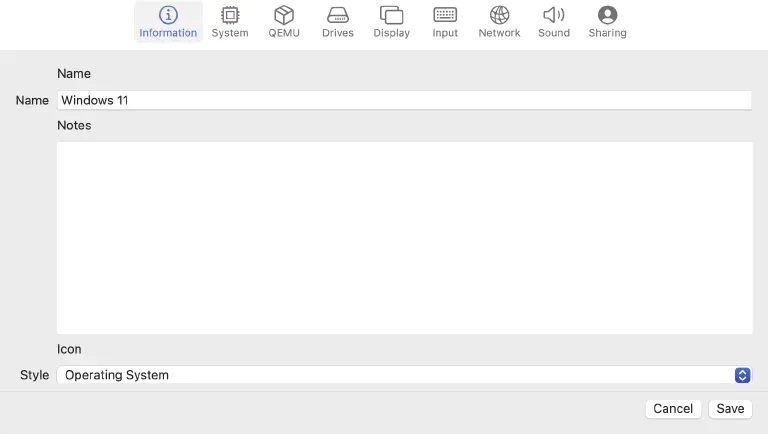 Information System QEMU Drives Display Input Network Sound Sharing
Name
Name Windows 11
Notes
Icon
Style Operating System
Cancel Save